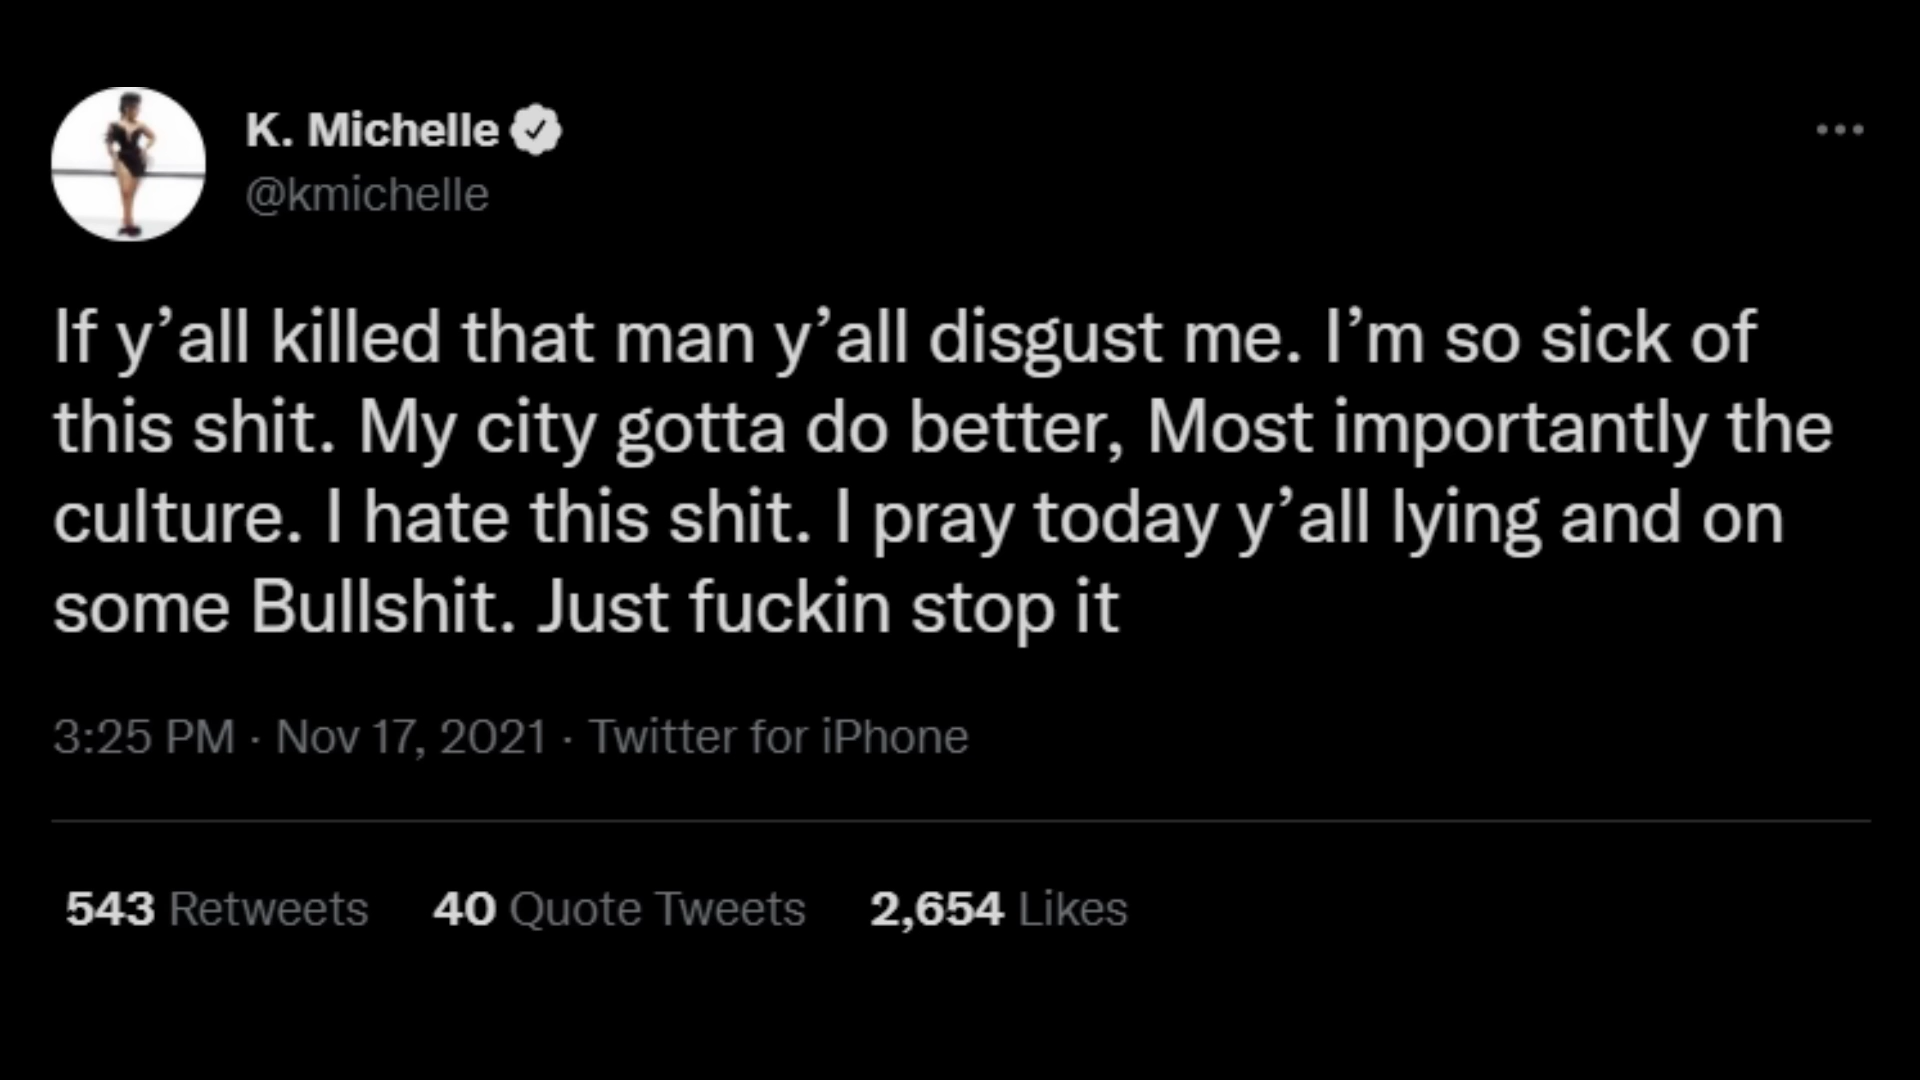 K. Michelle
@kmichelle
If y’all killed that man y’all disgust me. I’m so sick of
this shit. My city gotta do better, Most importantly the
culture. I hate this shit. I pray today y’all lying and on
some Bullshit. Just fuckin stop it
3:25 PM · Nov 17, 2021 · Twitter for iPhone
543 Retweets 40 Quote Tweets 2,654 Likes